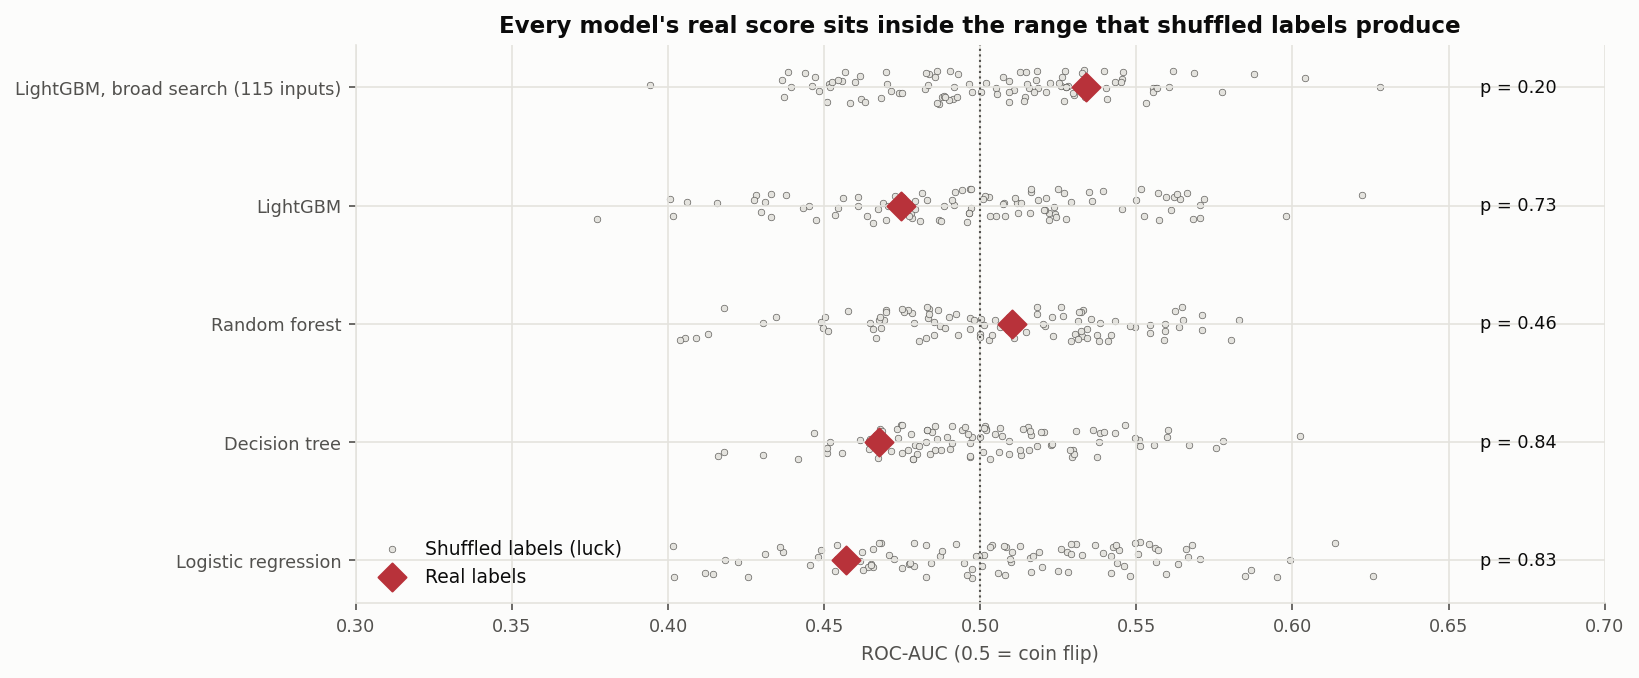 Every model's real score sits inside the range that shuffled labels produce
LightGBM, broad search (115 inputs)
p = 0.20
LightGBM
p = 0.73
Random forest
p = 0.46
Decision tree
p = 0.84
Logistic regression
p = 0.83
Shuffled labels (luck)
Real labels
0.30 0.35 0.40 0.45 0.50 0.55 0.60 0.65 0.70
ROC-AUC (0.5 = coin flip)